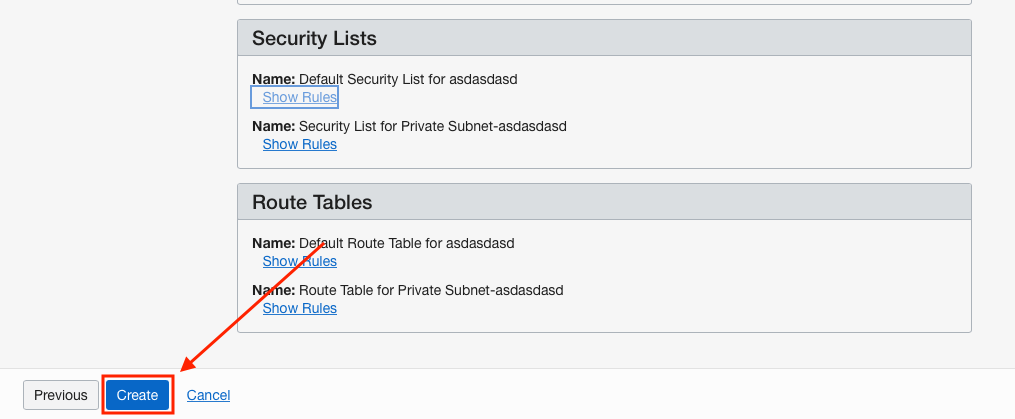 Security Lists
Name: Default Security List for asdasdasd
Show Rules
Name: Security List for Private Subnet-asdasdasd
Show Rules
Route Tables
Name: Default Route Table for asdasdasd
Show Rules
Name: Route Table for Private Subnet-asdasdasd
Show Rules
Previous Create Cancel